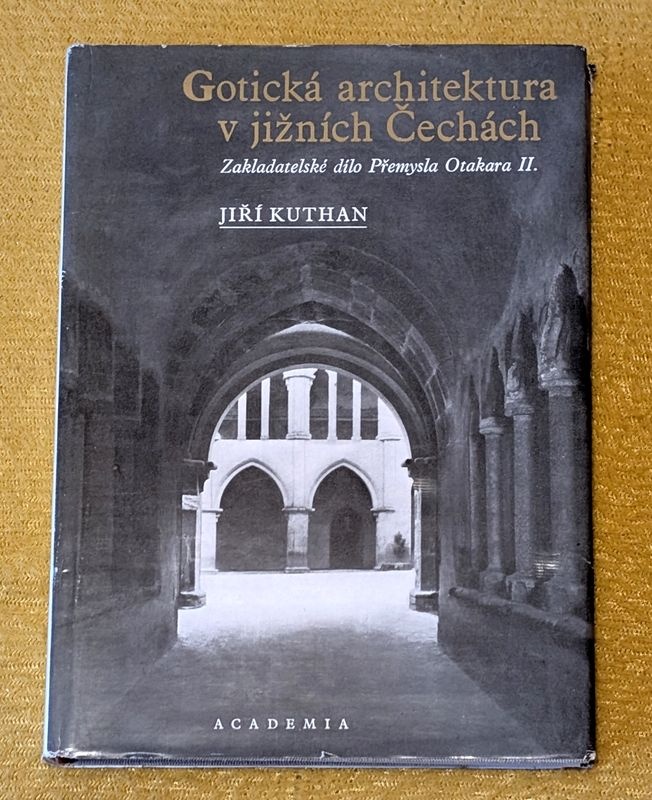 Gotická architektura
v jižních Čechách
Zakladatelské dílo Přemysla Otakara II.
JIŘÍ KUTHAN
ACADEMIA